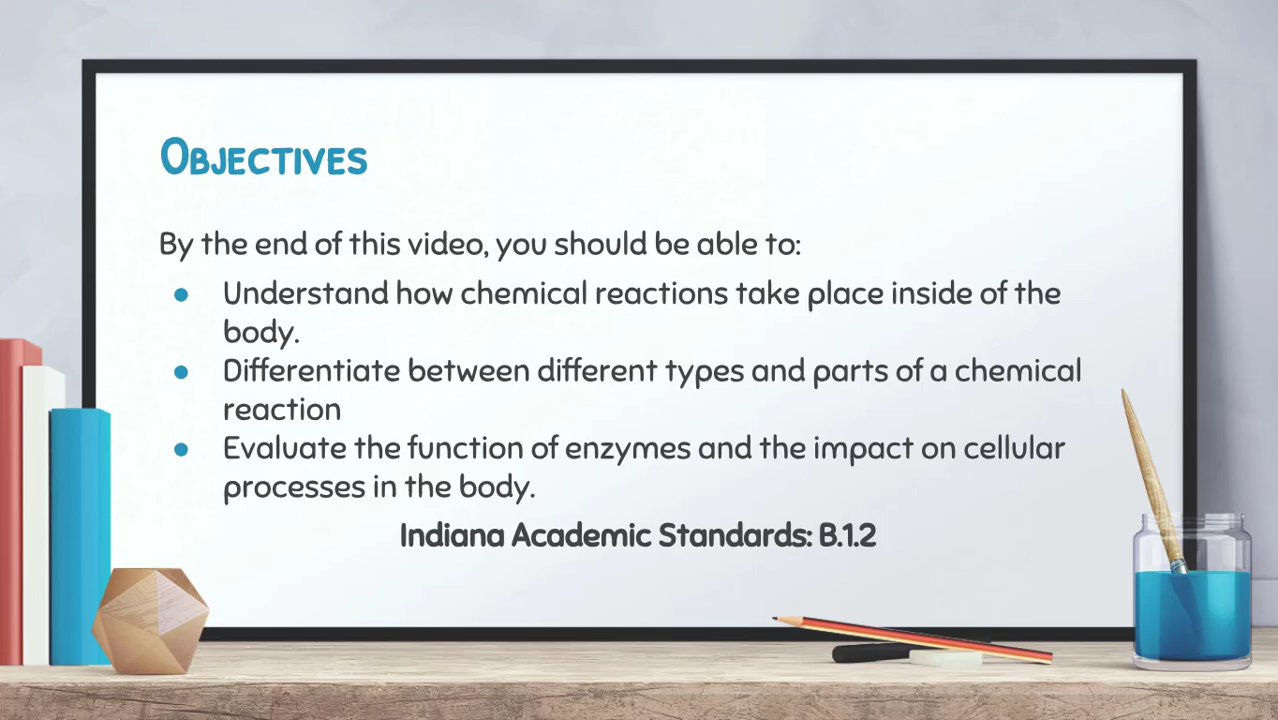 Objectives
By the end of this video, you should be able to:
● Understand how chemical reactions take place inside of the
body.
● Differentiate between different types and parts of a chemical
reaction
● Evaluate the function of enzymes and the impact on cellular
processes in the body.
Indiana Academic Standards: B.1.2